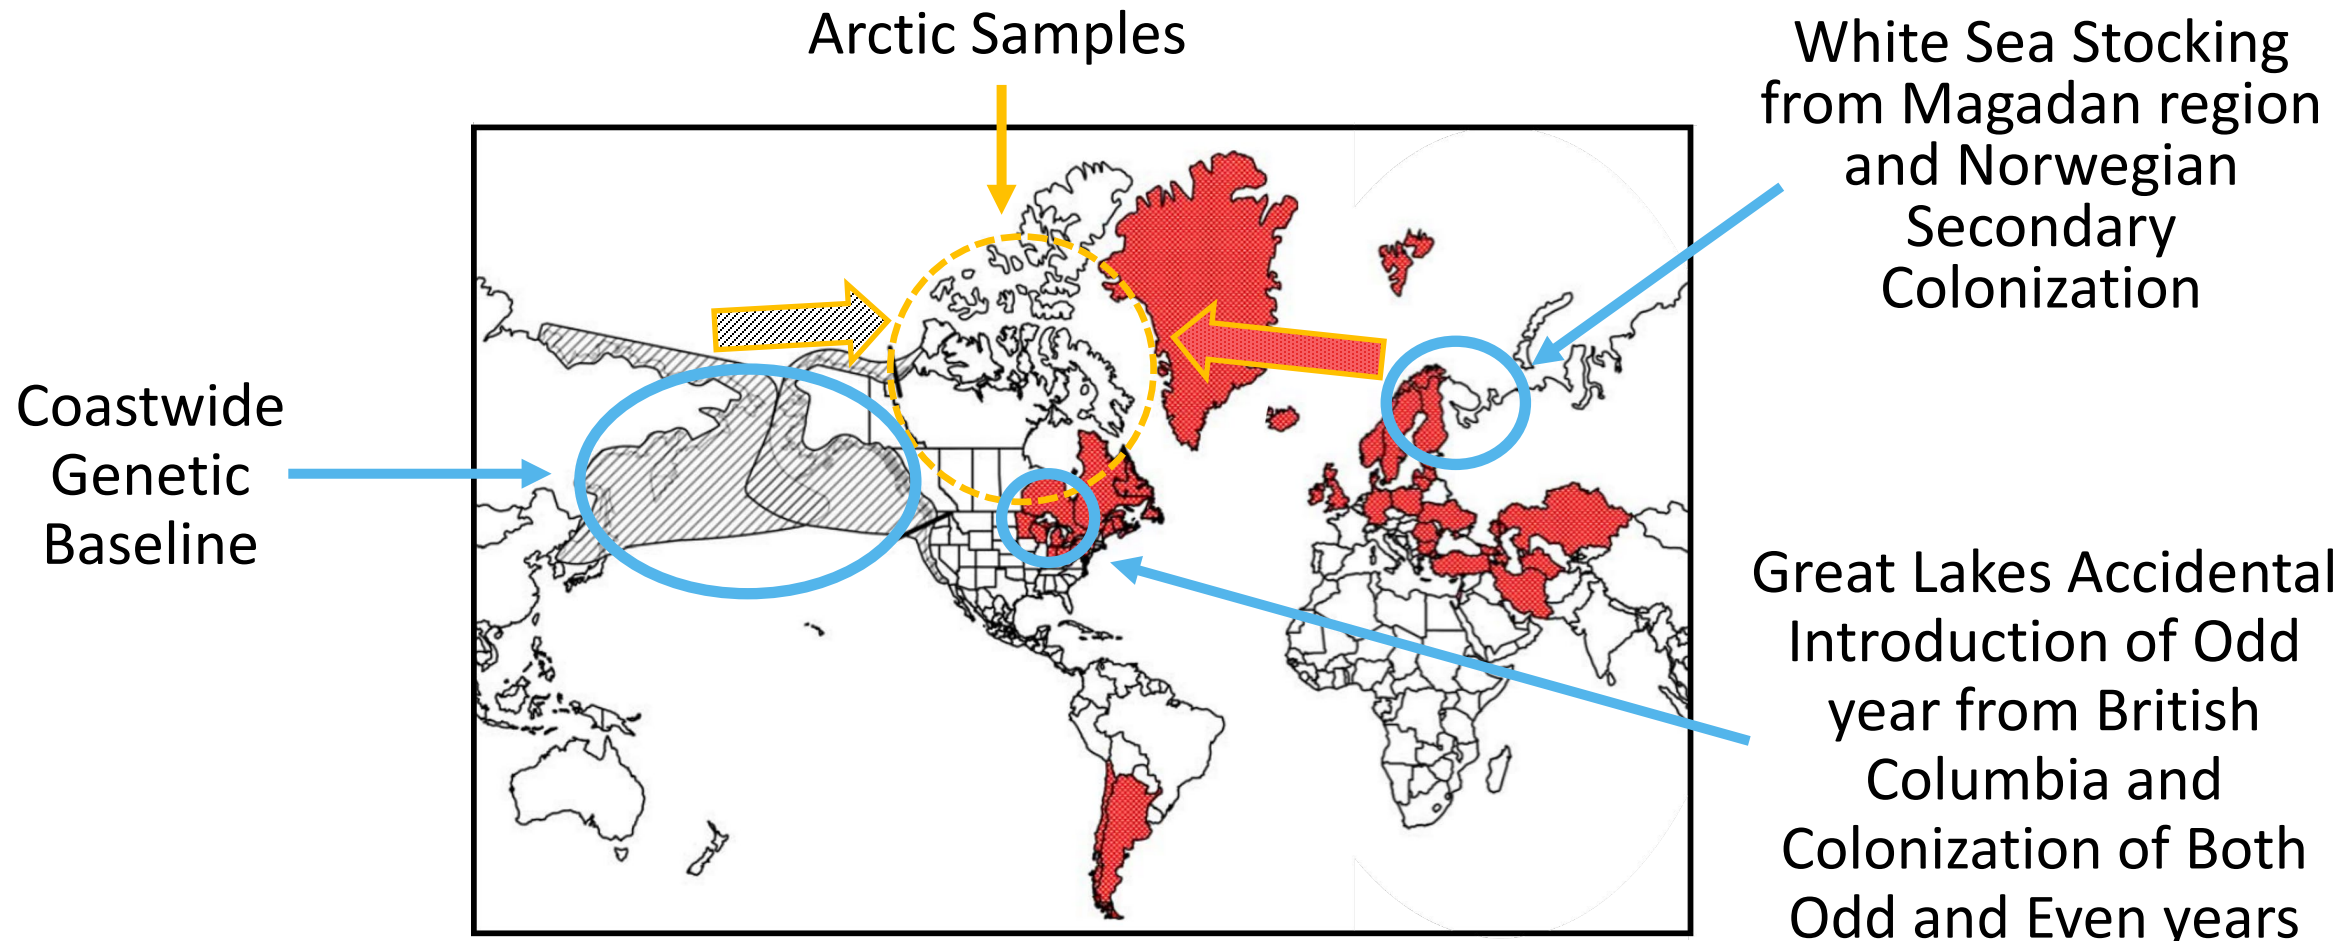 Arctic Samples
White Sea Stocking
from Magadan region
and Norwegian
Secondary
Colonization
Coastwide
Genetic
Baseline
Great Lakes Accidental
Introduction of Odd
year from British
Columbia and
Colonization of Both
Odd and Even years